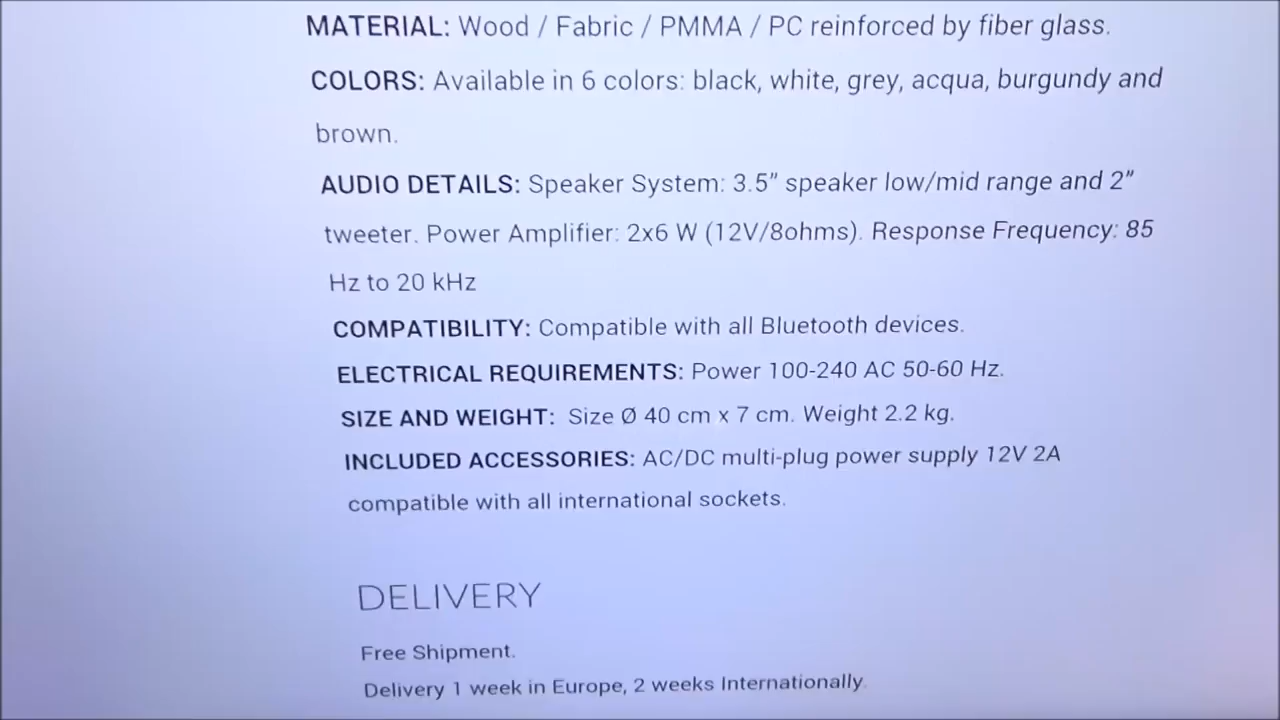 MATERIAL: Wood / Fabric / PMMA / PC reinforced by fiber glass.
COLORS: Available in 6 colors: black, white, grey, acqua, burgundy and
brown.
AUDIO DETAILS: Speaker System: 3.5” speaker low/mid range and 2”
tweeter. Power Amplifier: 2x6 W (12V/8ohms). Response Frequency: 85
Hz to 20 kHz
COMPATIBILITY: Compatible with all Bluetooth devices.
ELECTRICAL REQUIREMENTS: Power 100-240 AC 50-60 Hz.
SIZE AND WEIGHT: Size Ø 40 cm x 7 cm. Weight 2.2 kg.
INCLUDED ACCESSORIES: AC/DC multi-plug power supply 12V 2A
compatible with all international sockets.
DELIVERY
Free Shipment.
Delivery 1 week in Europe, 2 weeks Internationally.